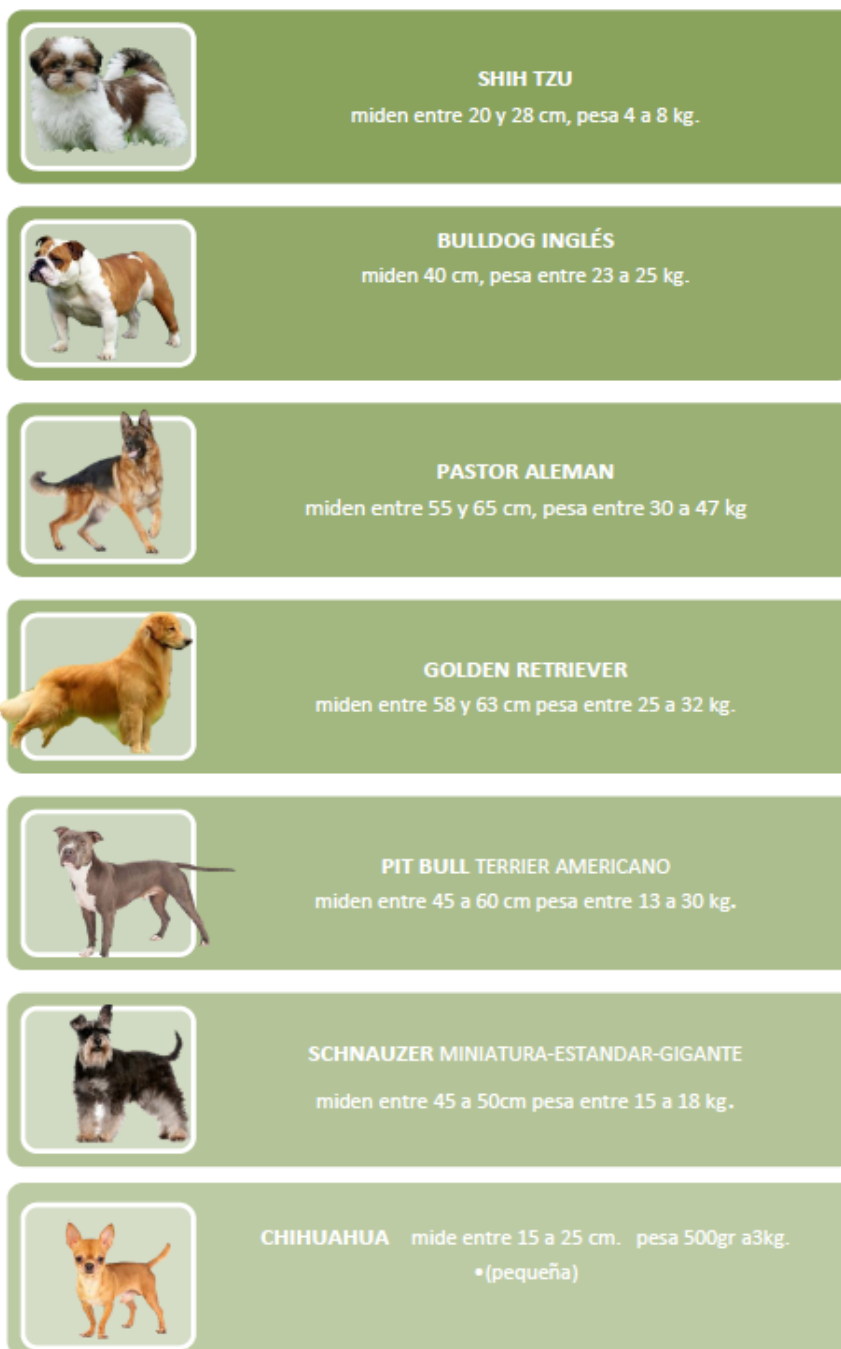 SHIH TZU
miden entre 20 y 28 cm, pesa 4 a 8 kg.
BULLDOG INGLÉS
miden 40 cm, pesa entre 23 a 25 kg.
PASTOR ALEMAN
miden entre 55 y 65 cm, pesa entre 30 a 47 kg
GOLDEN RETRIEVER
miden entre 58 y 63 cm pesa entre 25 a 32 kg.
PIT BULL TERRIER AMERICANO
miden entre 45 a 60 cm pesa entre 13 a 30 kg.
SCHNAUZER MINIATURA-ESTANDAR-GIGANTE
miden entre 45 a 50cm pesa entre 15 a 18 kg.
CHIHUAHUA mide entre 15 a 25 cm. pesa 500gr a3kg.
•(pequeña)